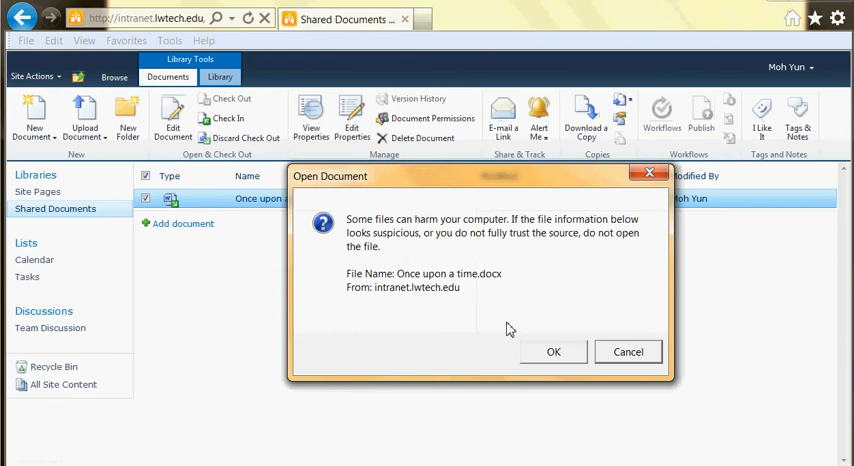 http://intranet.lwtech.edu,
Shared Documents ...
File Edit View Favorites Tools Help
Library Tools
Site Actions Browse Documents Library Moh Yun
New Document
Upload Document
New Folder
New
Edit Document
Check Out
Check In
Discard Check Out
Open & Check Out
View Properties
Edit Properties
Version History
Document Permissions
Delete Document
Manage
E-mail a Link
Alert Me
Share & Track
Download a Copy
Copies
Workflows
Publish
Workflows
I Like It
Tags & Notes
Tags and Notes
Libraries
Site Pages
Shared Documents
Lists
Calendar
Tasks
Discussions
Team Discussion
Recycle Bin
All Site Content
Type Name Modified By
Once upon a Moh Yun
Add document
Open Document
Some files can harm your computer. If the file information below
looks suspicious, or you do not fully trust the source, do not open
the file.
File Name: Once upon a time.docx
From: intranet.lwtech.edu
OK Cancel